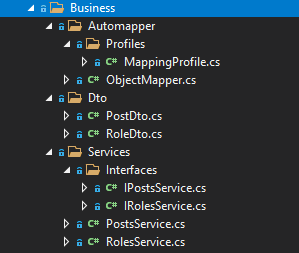 Business
Automapper
Profiles
C# MappingProfile.cs
C# ObjectMapper.cs
Dto
C# PostDto.cs
C# RoleDto.cs
Services
Interfaces
C# IPostsService.cs
C# IRolesService.cs
C# PostsService.cs
C# RolesService.cs